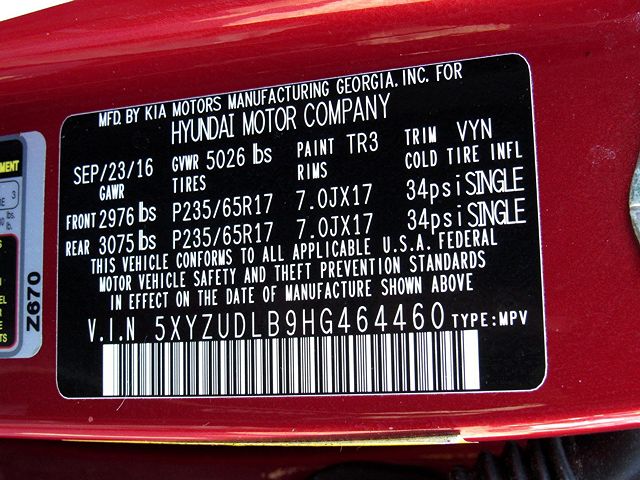 MFD. BY KIA MOTORS MANUFACTURING GEORGIA, INC. FOR
HYUNDAI MOTOR COMPANY
SEP/23/16 GVWR 5026 lbs PAINT TR3 TRIM VYN
GAWR TIRES RIMS COLD TIRE INFL
FRONT 2976 lbs P235/65R17 7.0JX17 34psi SINGLE
REAR 3075 lbs P235/65R17 7.0JX17 34psi SINGLE
THIS VEHICLE CONFORMS TO ALL APPLICABLE U.S.A. FEDERAL
MOTOR VEHICLE SAFETY AND THEFT PREVENTION STANDARDS
IN EFFECT ON THE DATE OF MANUFACTURE SHOWN ABOVE
V.I.N 5XYZUDLB9HG464460 TYPE:MPV
Z670
3
lbs.